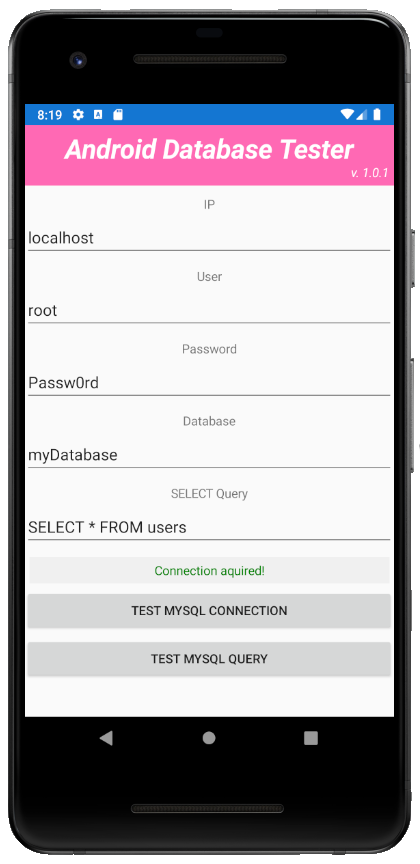 8:19
Android Database Tester
v. 1.0.1
IP
localhost
User
root
Password
Passw0rd
Database
myDatabase
SELECT Query
SELECT * FROM users
Connection aquired!
TEST MYSQL CONNECTION
TEST MYSQL QUERY